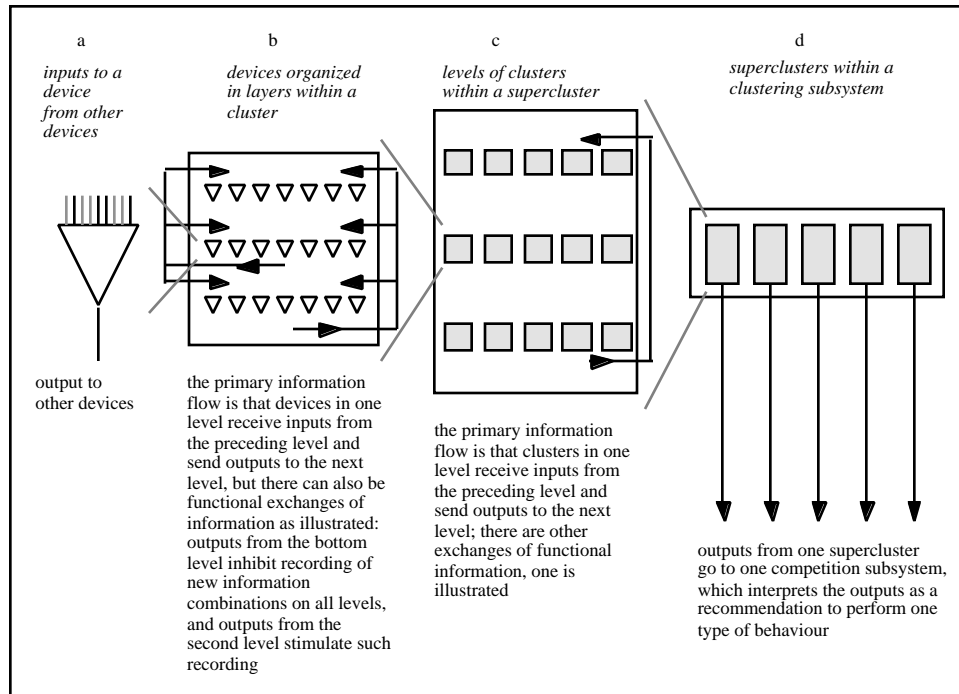 a
inputs to a
device
from other
devices
output to
other devices
b
devices organized
in layers within a
cluster
the primary information
flow is that devices in one
level receive inputs from
the preceding level and
send outputs to the next
level, but there can also be
functional exchanges of
information as illustrated:
outputs from the bottom
level inhibit recording of
new information
combinations on all levels,
and outputs from the
second level stimulate such
recording
c
levels of clusters
within a supercluster
the primary information
flow is that clusters in one
level receive inputs from
the preceding level and
send outputs to the next
level; there are other
exchanges of functional
information, one is
illustrated
d
superclusters within a
clustering subsystem
outputs from one supercluster
go to one competition subsystem,
which interprets the outputs as a
recommendation to perform one
type of behaviour